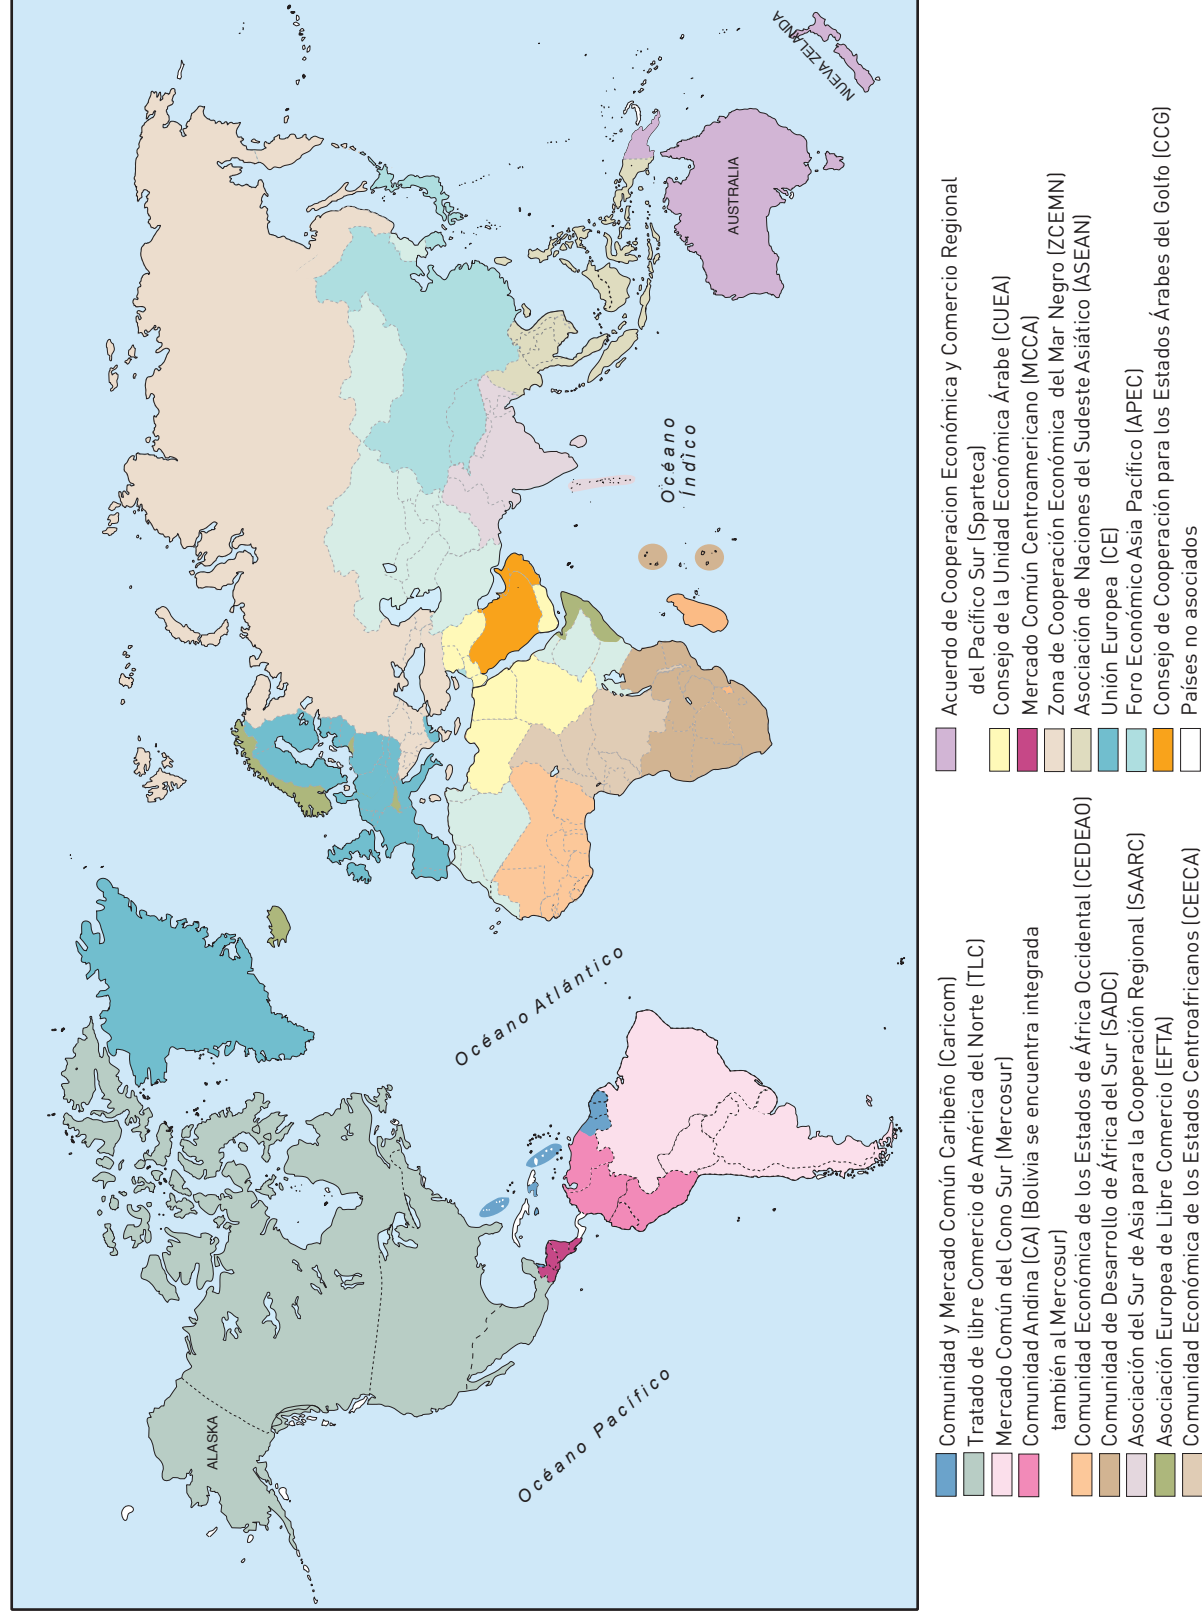 ALASKA
NUEVA ZELANDA
AUSTRALIA
Océano Atlántico
Océano
Índico
Océano Pacífico
Comunidad y Mercado Común Caribeño (Caricom)
Tratado de libre Comercio de América del Norte (TLC)
Mercado Común del Cono Sur (Mercosur)
Comunidad Andina (CA) (Bolivia se encuentra integrada
también al Mercosur)
Comunidad Económica de los Estados de África Occidental (CEDEAO)
Comunidad de Desarrollo de África del Sur (SADC)
Asociación del Sur de Asia para la Cooperación Regional (SAARC)
Asociación Europea de Libre Comercio (EFTA)
Comunidad Económica de los Estados Centroafricanos (CEECA)
Acuerdo de Cooperacion Económica y Comercio Regional
del Pacífico Sur (Sparteca)
Consejo de la Unidad Económica Árabe (CUEA)
Mercado Común Centroamericano (MCCA)
Zona de Cooperación Económica del Mar Negro (ZCEMN)
Asociación de Naciones del Sudeste Asiático (ASEAN)
Unión Europea (CE)
Foro Económico Asia Pacífico (APEC)
Consejo de Cooperación para los Estados Árabes del Golfo (CCG)
Países no asociados